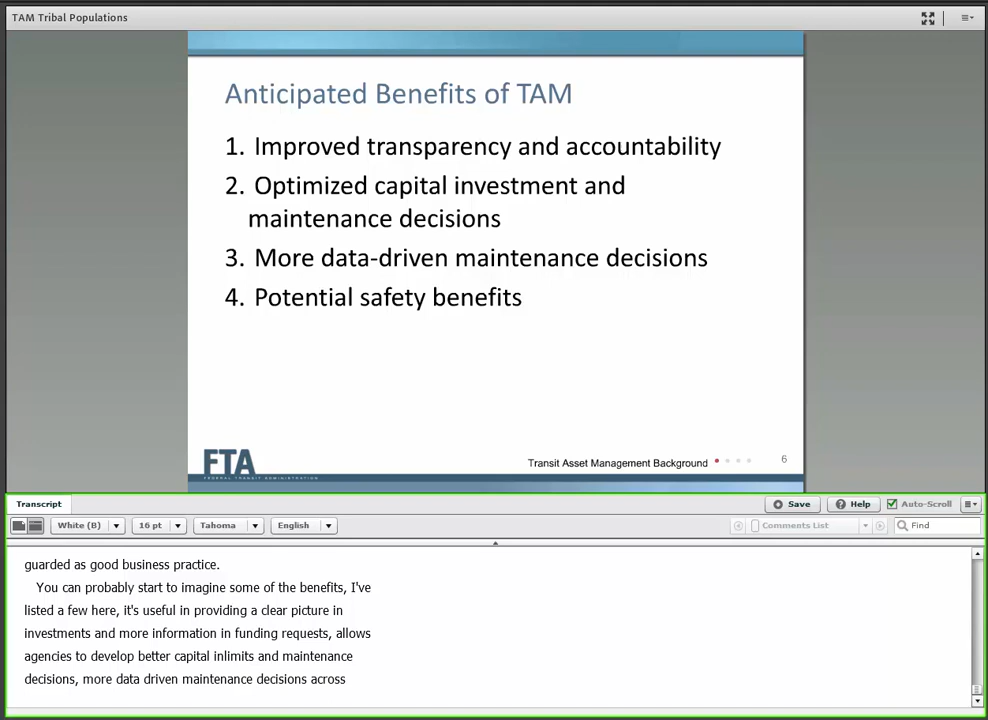 TAM Tribal Populations
Anticipated Benefits of TAM
1. Improved transparency and accountability
2. Optimized capital investment and
maintenance decisions
3. More data-driven maintenance decisions
4. Potential safety benefits
FTA
FEDERAL TRANSIT ADMINISTRATION
Transit Asset Management Background
6
Transcript
Save
Help
Auto-Scroll
White (B)
16 pt
Tahoma
English
Comments List
Find
guarded as good business practice.
You can probably start to imagine some of the benefits, I've
listed a few here, it's useful in providing a clear picture in
investments and more information in funding requests, allows
agencies to develop better capital inlimits and maintenance
decisions, more data driven maintenance decisions across